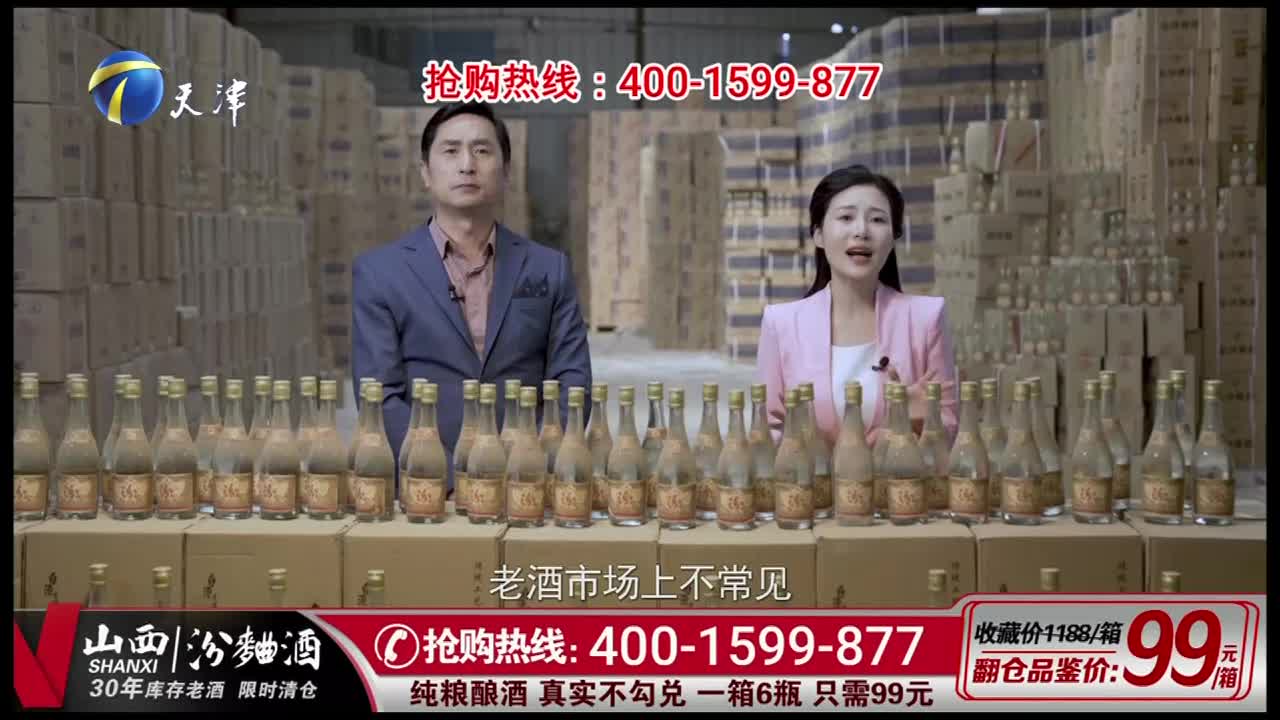 天津
抢购热线：400-1599-877
老酒市场上不常见
山西 汾麯酒
SHANXI
30年库存老酒 限时清仓
抢购热线: 400-1599-877
纯粮酿酒 真实不勾兑 一箱6瓶 只需99元
收藏价1188/箱
翻仓品鉴价: 99元/箱